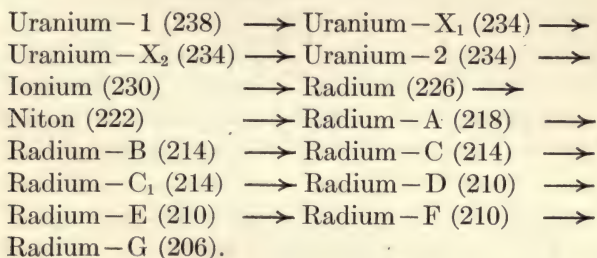 Uranium−1 (238) ⟶ Uranium−X₁ (234) ⟶
Uranium−X₂ (234) ⟶ Uranium−2 (234) ⟶
Ionium (230) ⟶ Radium (226) ⟶
Niton (222) ⟶ Radium−A (218) ⟶
Radium−B (214) ⟶ Radium−C (214) ⟶
Radium−C₁ (214) ⟶ Radium−D (210) ⟶
Radium−E (210) ⟶ Radium−F (210) ⟶
Radium−G (206).